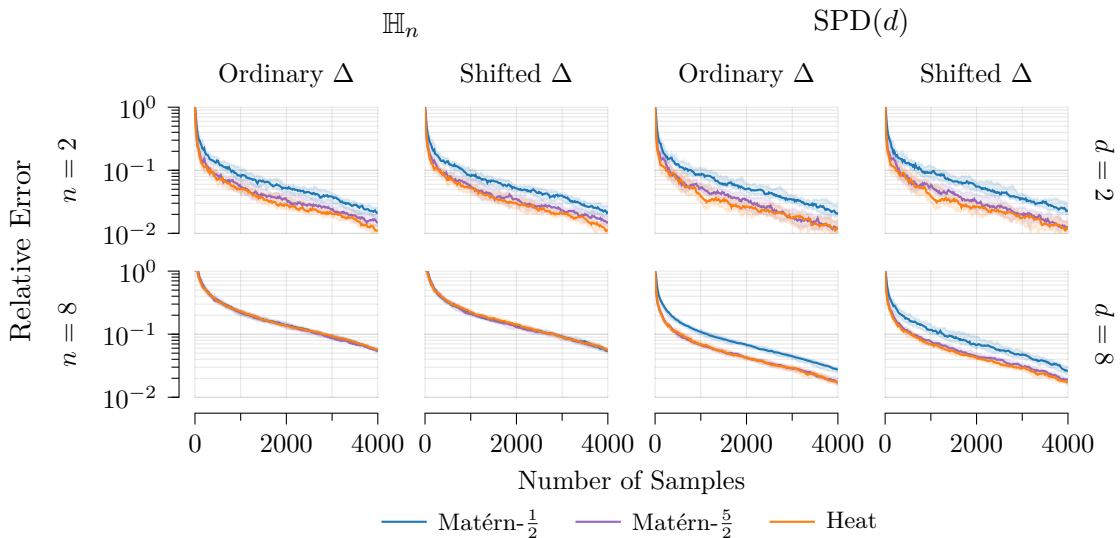 ℍₙ SPD(d)
Ordinary Δ Shifted Δ Ordinary Δ Shifted Δ
Relative Error
n = 2
10⁰
10⁻¹
10⁻²
d = 2
n = 8
10⁰
10⁻¹
10⁻²
d = 8
0 2000 4000 0 2000 4000 0 2000 4000 0 2000 4000
Number of Samples
Matérn-1/2 Matérn-5/2 Heat